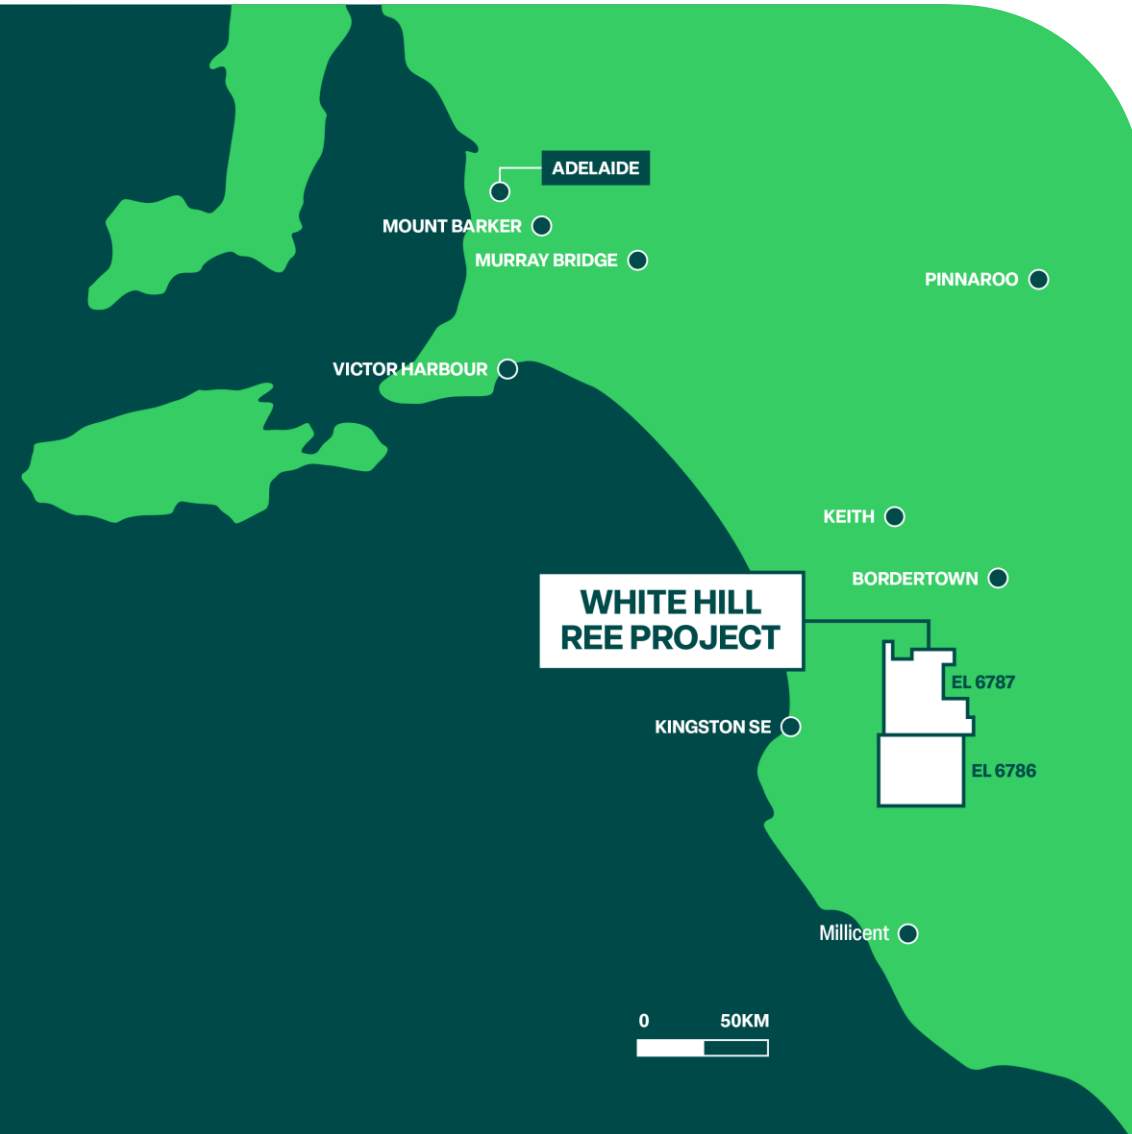 ADELAIDE
MOUNT BARKER
MURRAY BRIDGE
PINNAROO
VICTOR HARBOUR
KEITH
BORDERTOWN
WHITE HILL
REE PROJECT
EL 6787
KINGSTON SE
EL 6786
Millicent
0 50KM